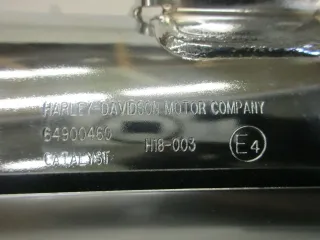 HARLEY-DAVIDSON MOTOR COMPANY
64900460
CATALYST H18-003 E4